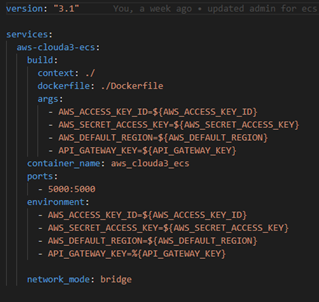 version: "3.1"    You, a week ago • updated admin for ecs
services:
  aws-clouda3-ecs:
    build:
      context: ./
      dockerfile: ./Dockerfile
      args:
        - AWS_ACCESS_KEY_ID=${AWS_ACCESS_KEY_ID}
        - AWS_SECRET_ACCESS_KEY=${AWS_SECRET_ACCESS_KEY}
        - AWS_DEFAULT_REGION=${AWS_DEFAULT_REGION}
        - API_GATEWAY_KEY=${API_GATEWAY_KEY}
    container_name: aws_clouda3_ecs
    ports:
      - 5000:5000
    environment:
      - AWS_ACCESS_KEY_ID=${AWS_ACCESS_KEY_ID}
      - AWS_SECRET_ACCESS_KEY=${AWS_SECRET_ACCESS_KEY}
      - AWS_DEFAULT_REGION=${AWS_DEFAULT_REGION}
      - API_GATEWAY_KEY=%{API_GATEWAY_KEY}
    network_mode: bridge